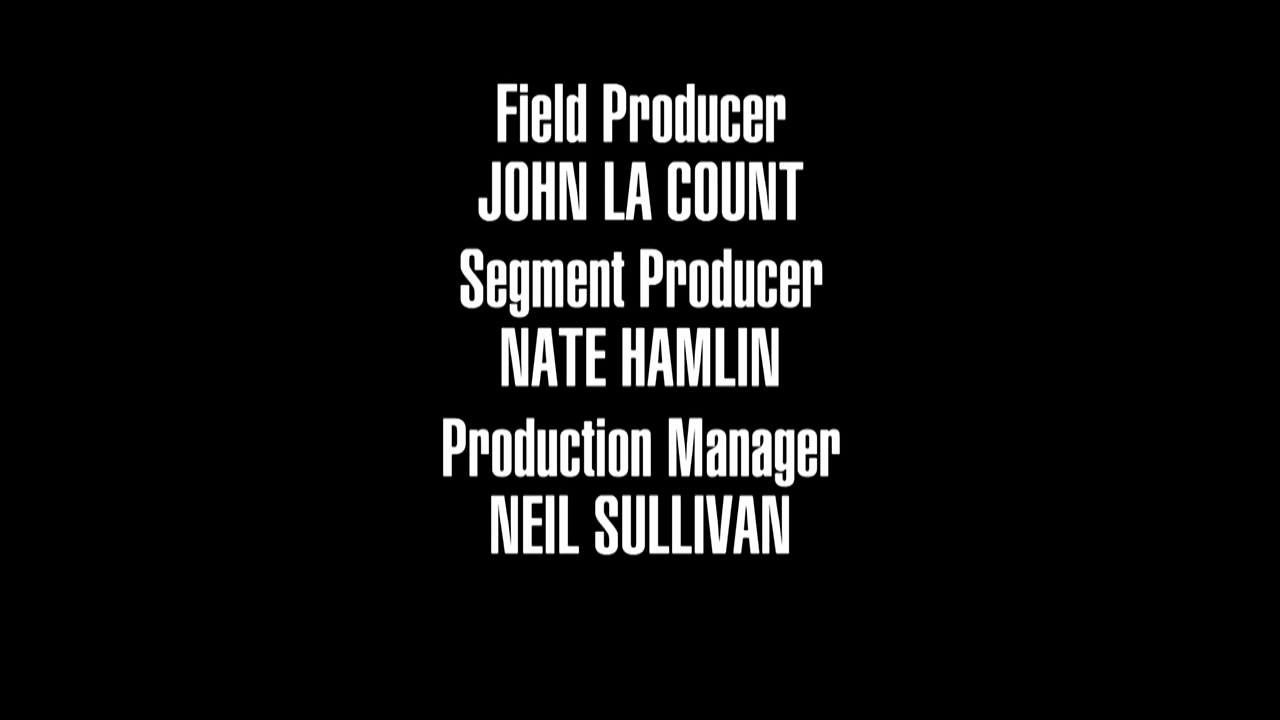 Field Producer
JOHN LA COUNT
Segment Producer
NATE HAMLIN
Production Manager
NEIL SULLIVAN